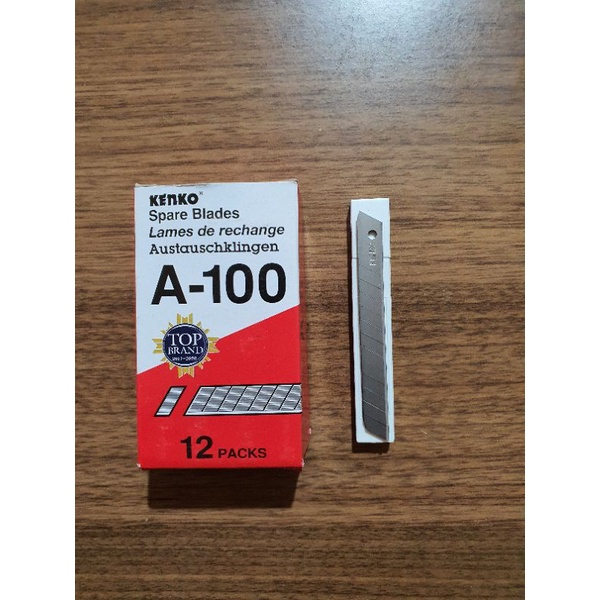 KENKO®
Spare Blades
Lames de rechange
Austauschklingen
A-100
TOP
BRAND
12 PACKS